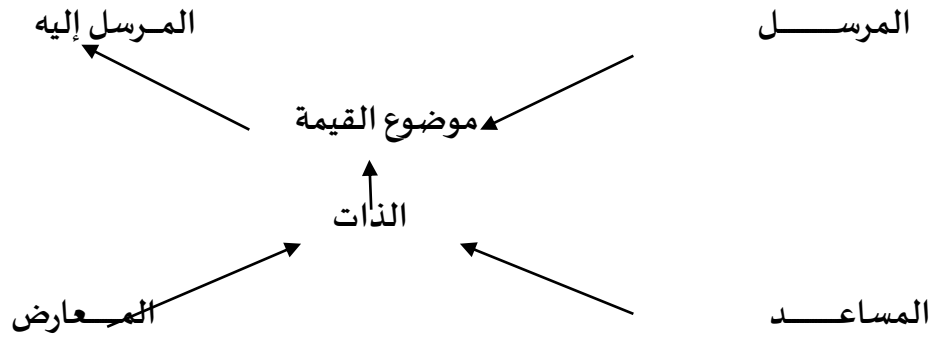 المرسل المرسل إليه
موضوع القيمة
الذات
المساعد المعارض